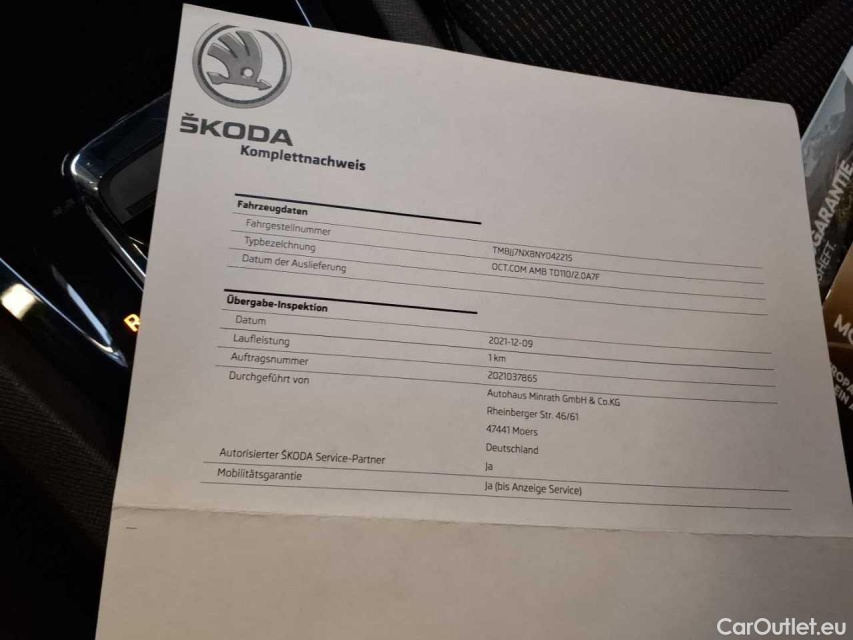 ŠKODA
Komplettnachweis
Fahrzeugdaten
Fahrgestellnummer TMBJJ7NX8NY042215
Typbezeichnung OCT.COM AMB TD110/2.0A7F
Datum der Auslieferung
Übergabe-Inspektion
Datum 2021-12-09
Laufleistung 1 km
Auftragsnummer 2021037865
Durchgeführt von Autohaus Minrath GmbH & Co.KG
Rheinberger Str. 46/61
47441 Moers
Deutschland
Autorisierter ŠKODA Service-Partner Ja
Mobilitätsgarantie Ja (bis Anzeige Service)
GARANTIE
HEFT.
CarOutlet.eu